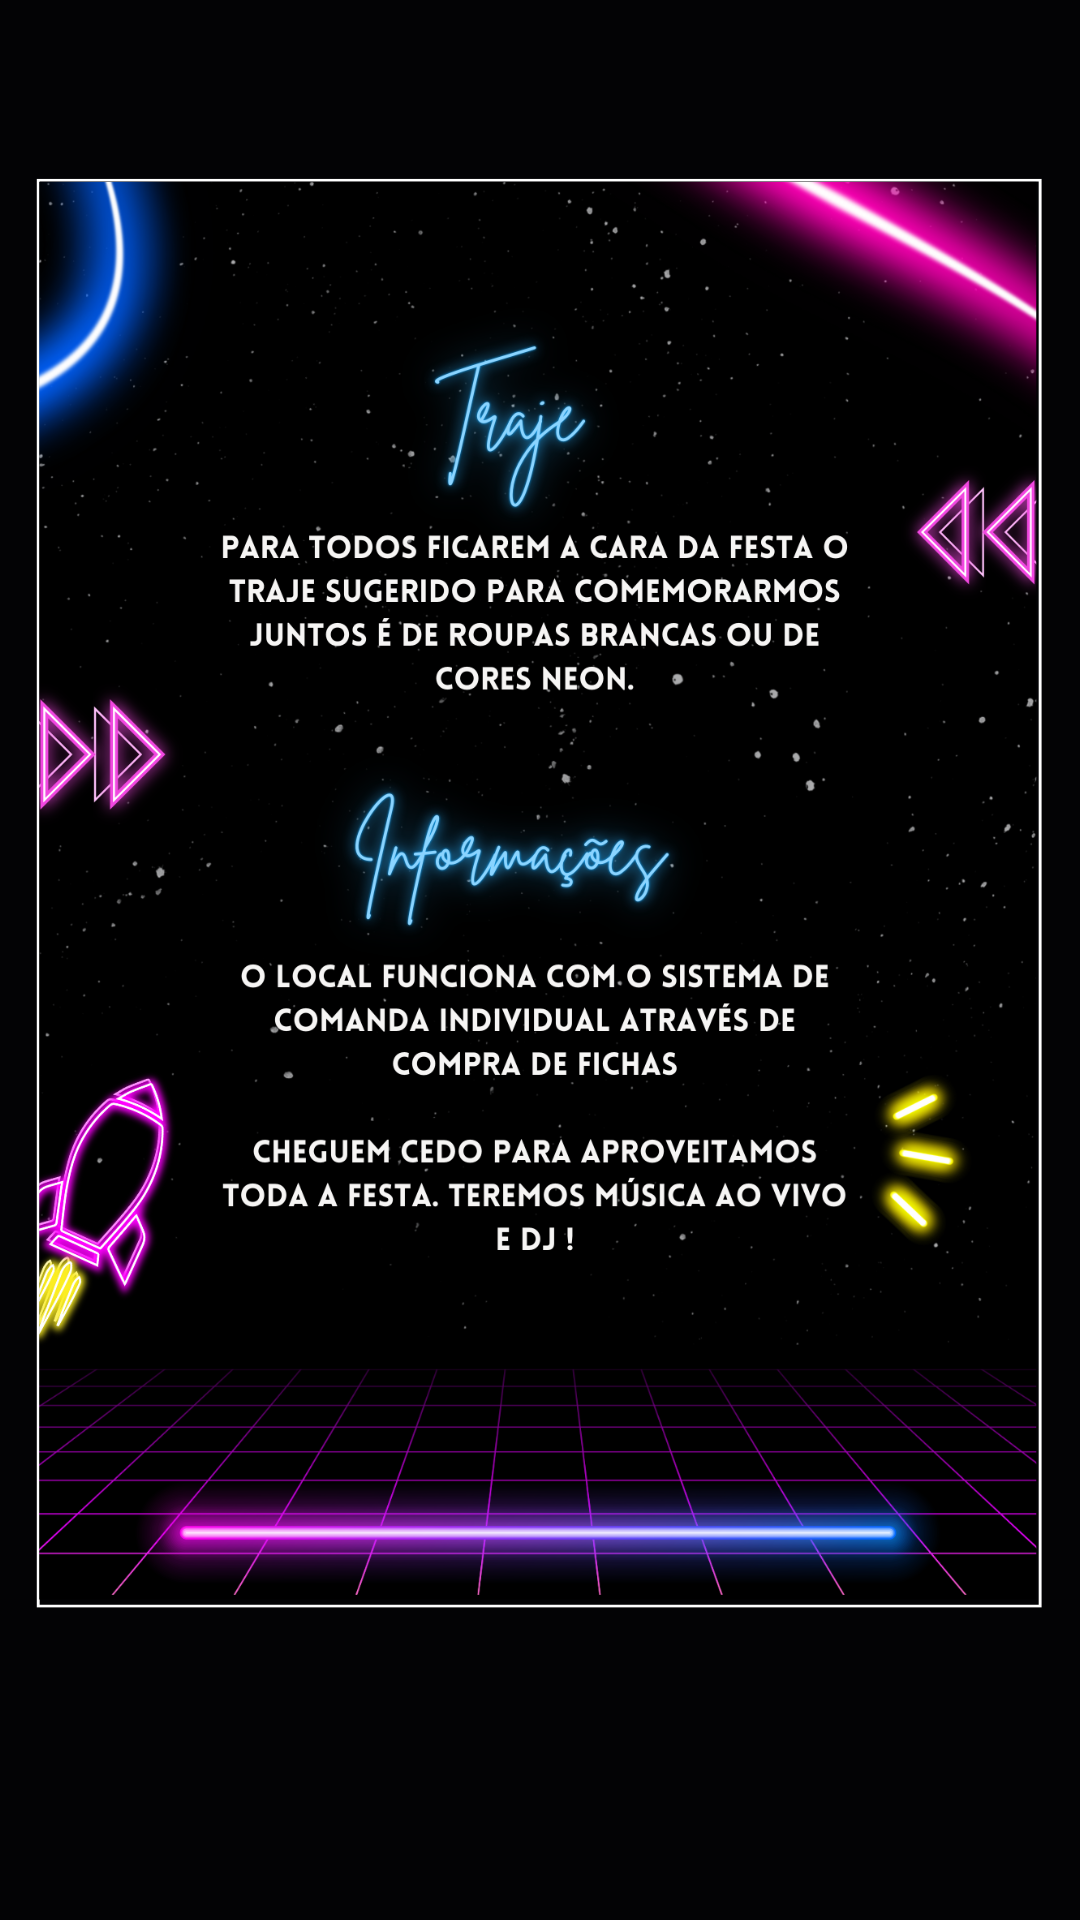 Traje
PARA TODOS FICAREM A CARA DA FESTA O
TRAJE SUGERIDO PARA COMEMORARMOS
JUNTOS É DE ROUPAS BRANCAS OU DE
CORES NEON.
Informações
O LOCAL FUNCIONA COM O SISTEMA DE
COMANDA INDIVIDUAL ATRAVÉS DE
COMPRA DE FICHAS
CHEGUEM CEDO PARA APROVEITAMOS
TODA A FESTA. TEREMOS MÚSICA AO VIVO
E DJ !